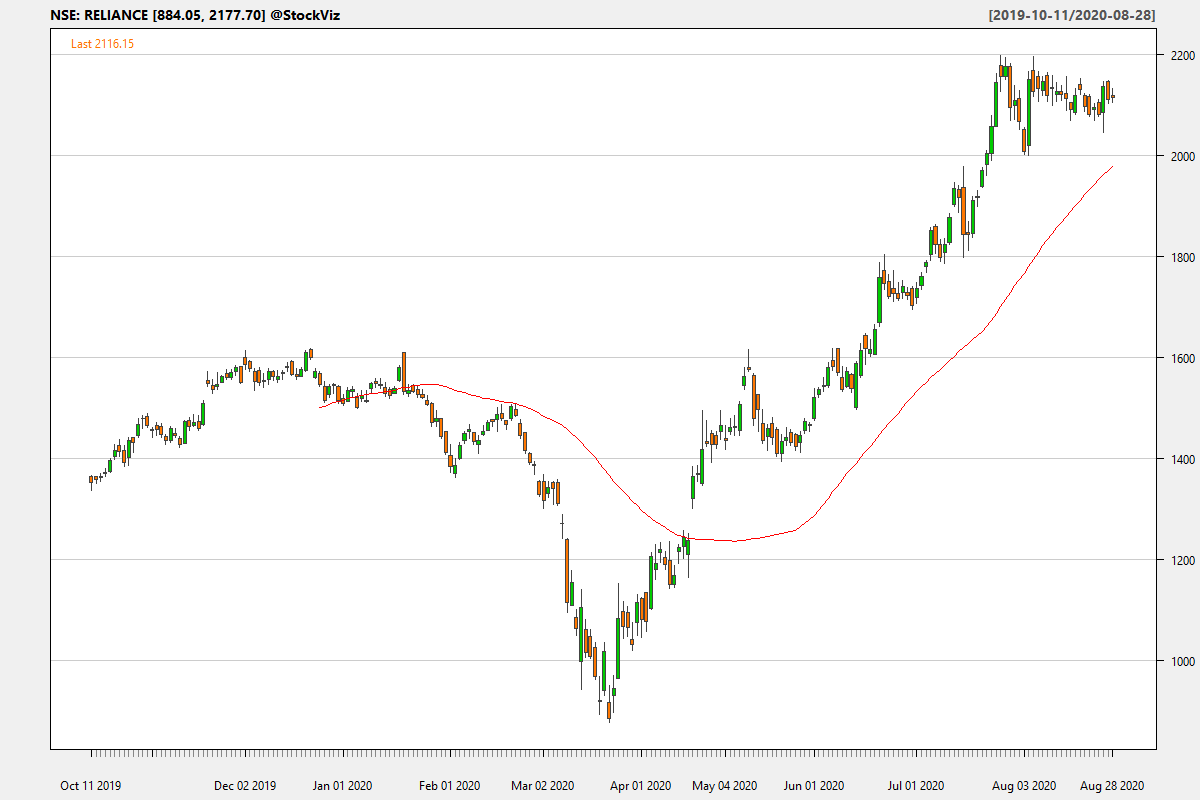 NSE: RELIANCE [884.05, 2177.70] @StockViz
[2019-10-11/2020-08-28]
Last 2116.15
2200
2000
1800
1600
1400
1200
1000
Oct 11 2019
Dec 02 2019
Jan 01 2020
Feb 01 2020
Mar 02 2020
Apr 01 2020
May 04 2020
Jun 01 2020
Jul 01 2020
Aug 03 2020
Aug 28 2020